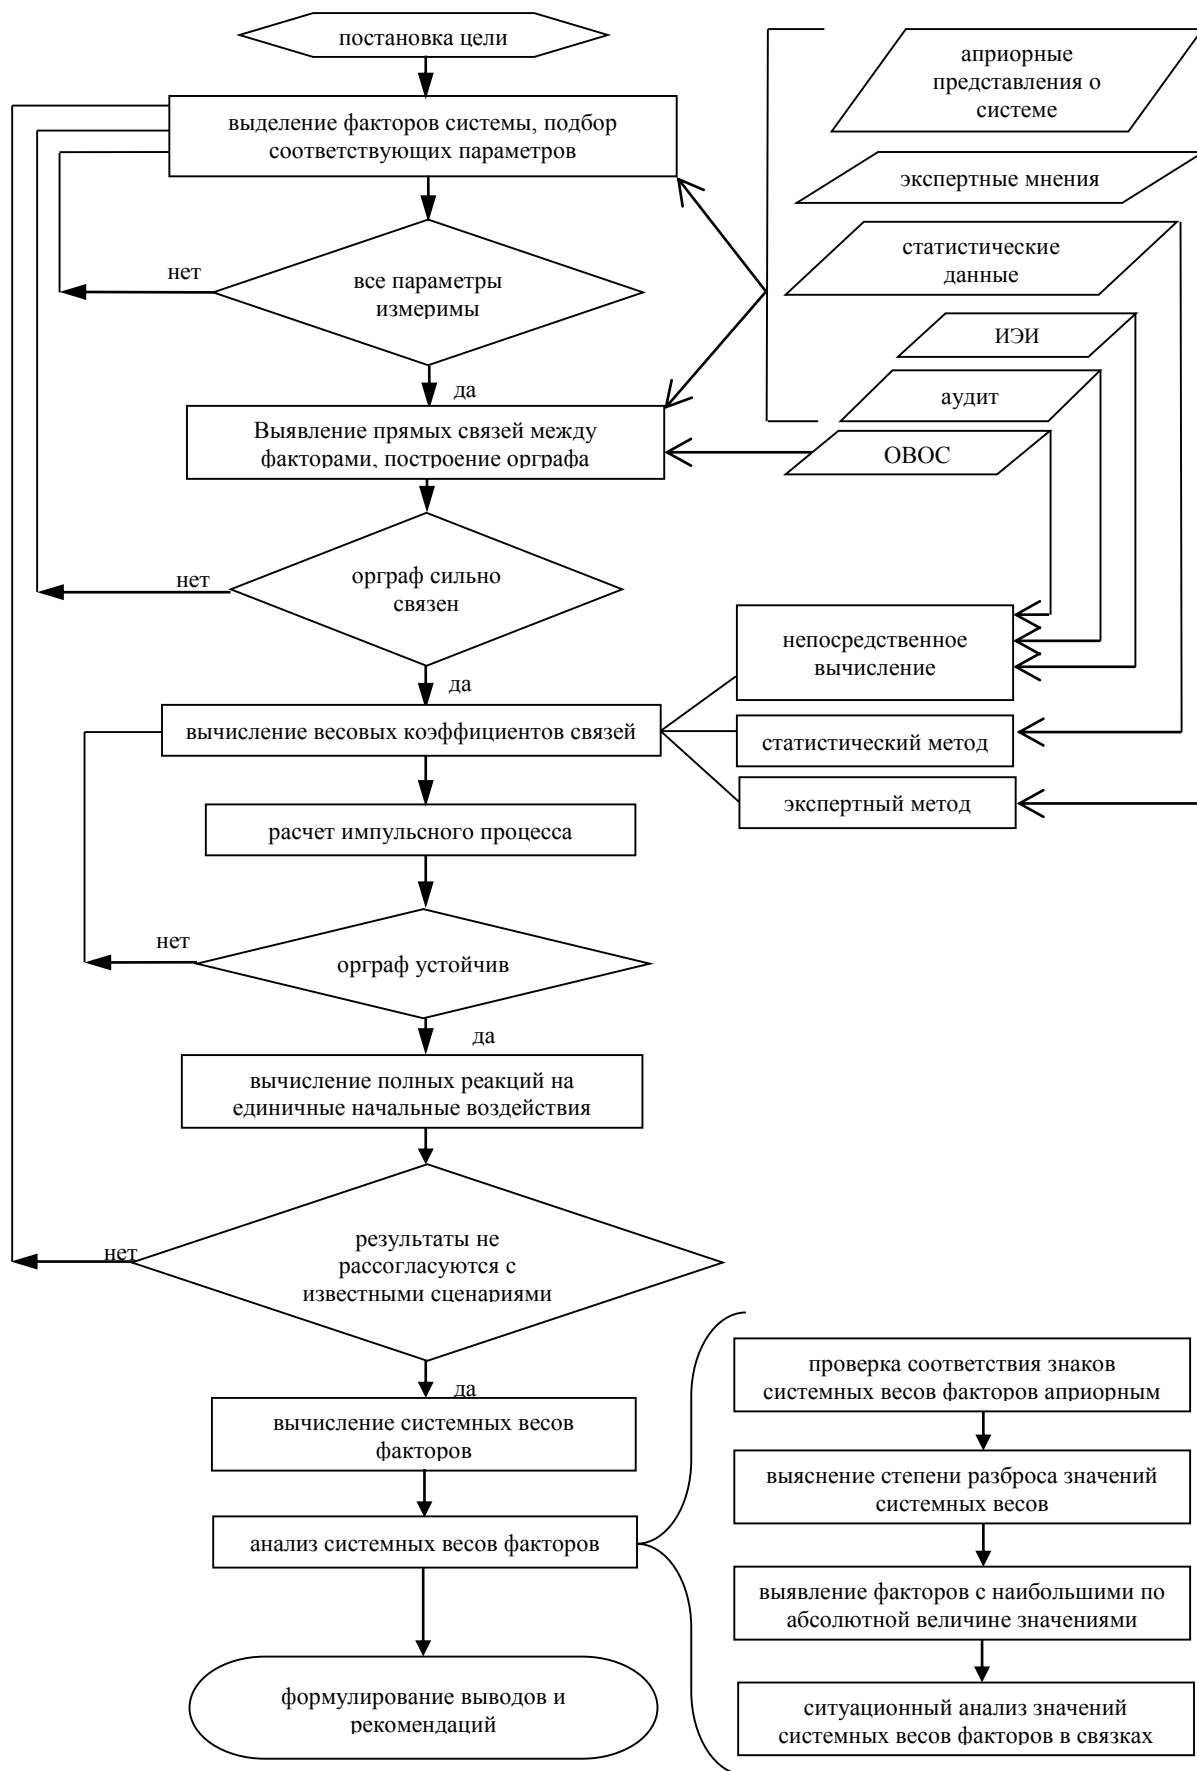 постановка цели
выделение факторов системы, подбор
соответствующих параметров
нет
все параметры
измеримы
да
Выявление прямых связей между
факторами, построение орграфа
нет
орграф сильно
связен
да
вычисление весовых коэффициентов связей
расчет импульсного процесса
нет
орграф устойчив
да
вычисление полных реакций на
единичные начальные воздействия
нет
результаты не
рассогласуются с
известными сценариями
да
вычисление системных весов
факторов
анализ системных весов факторов
формулирование выводов и
рекомендаций
априорные
представления о
системе
экспертные мнения
статистические
данные
ИЭИ
аудит
ОВОС
непосредственное
вычисление
статистический метод
экспертный метод
проверка соответствия знаков
системных весов факторов априорным
выяснение степени разброса значений
системных весов
выявление факторов с наибольшими по
абсолютной величине значениями
ситуационный анализ значений
системных весов факторов в связках